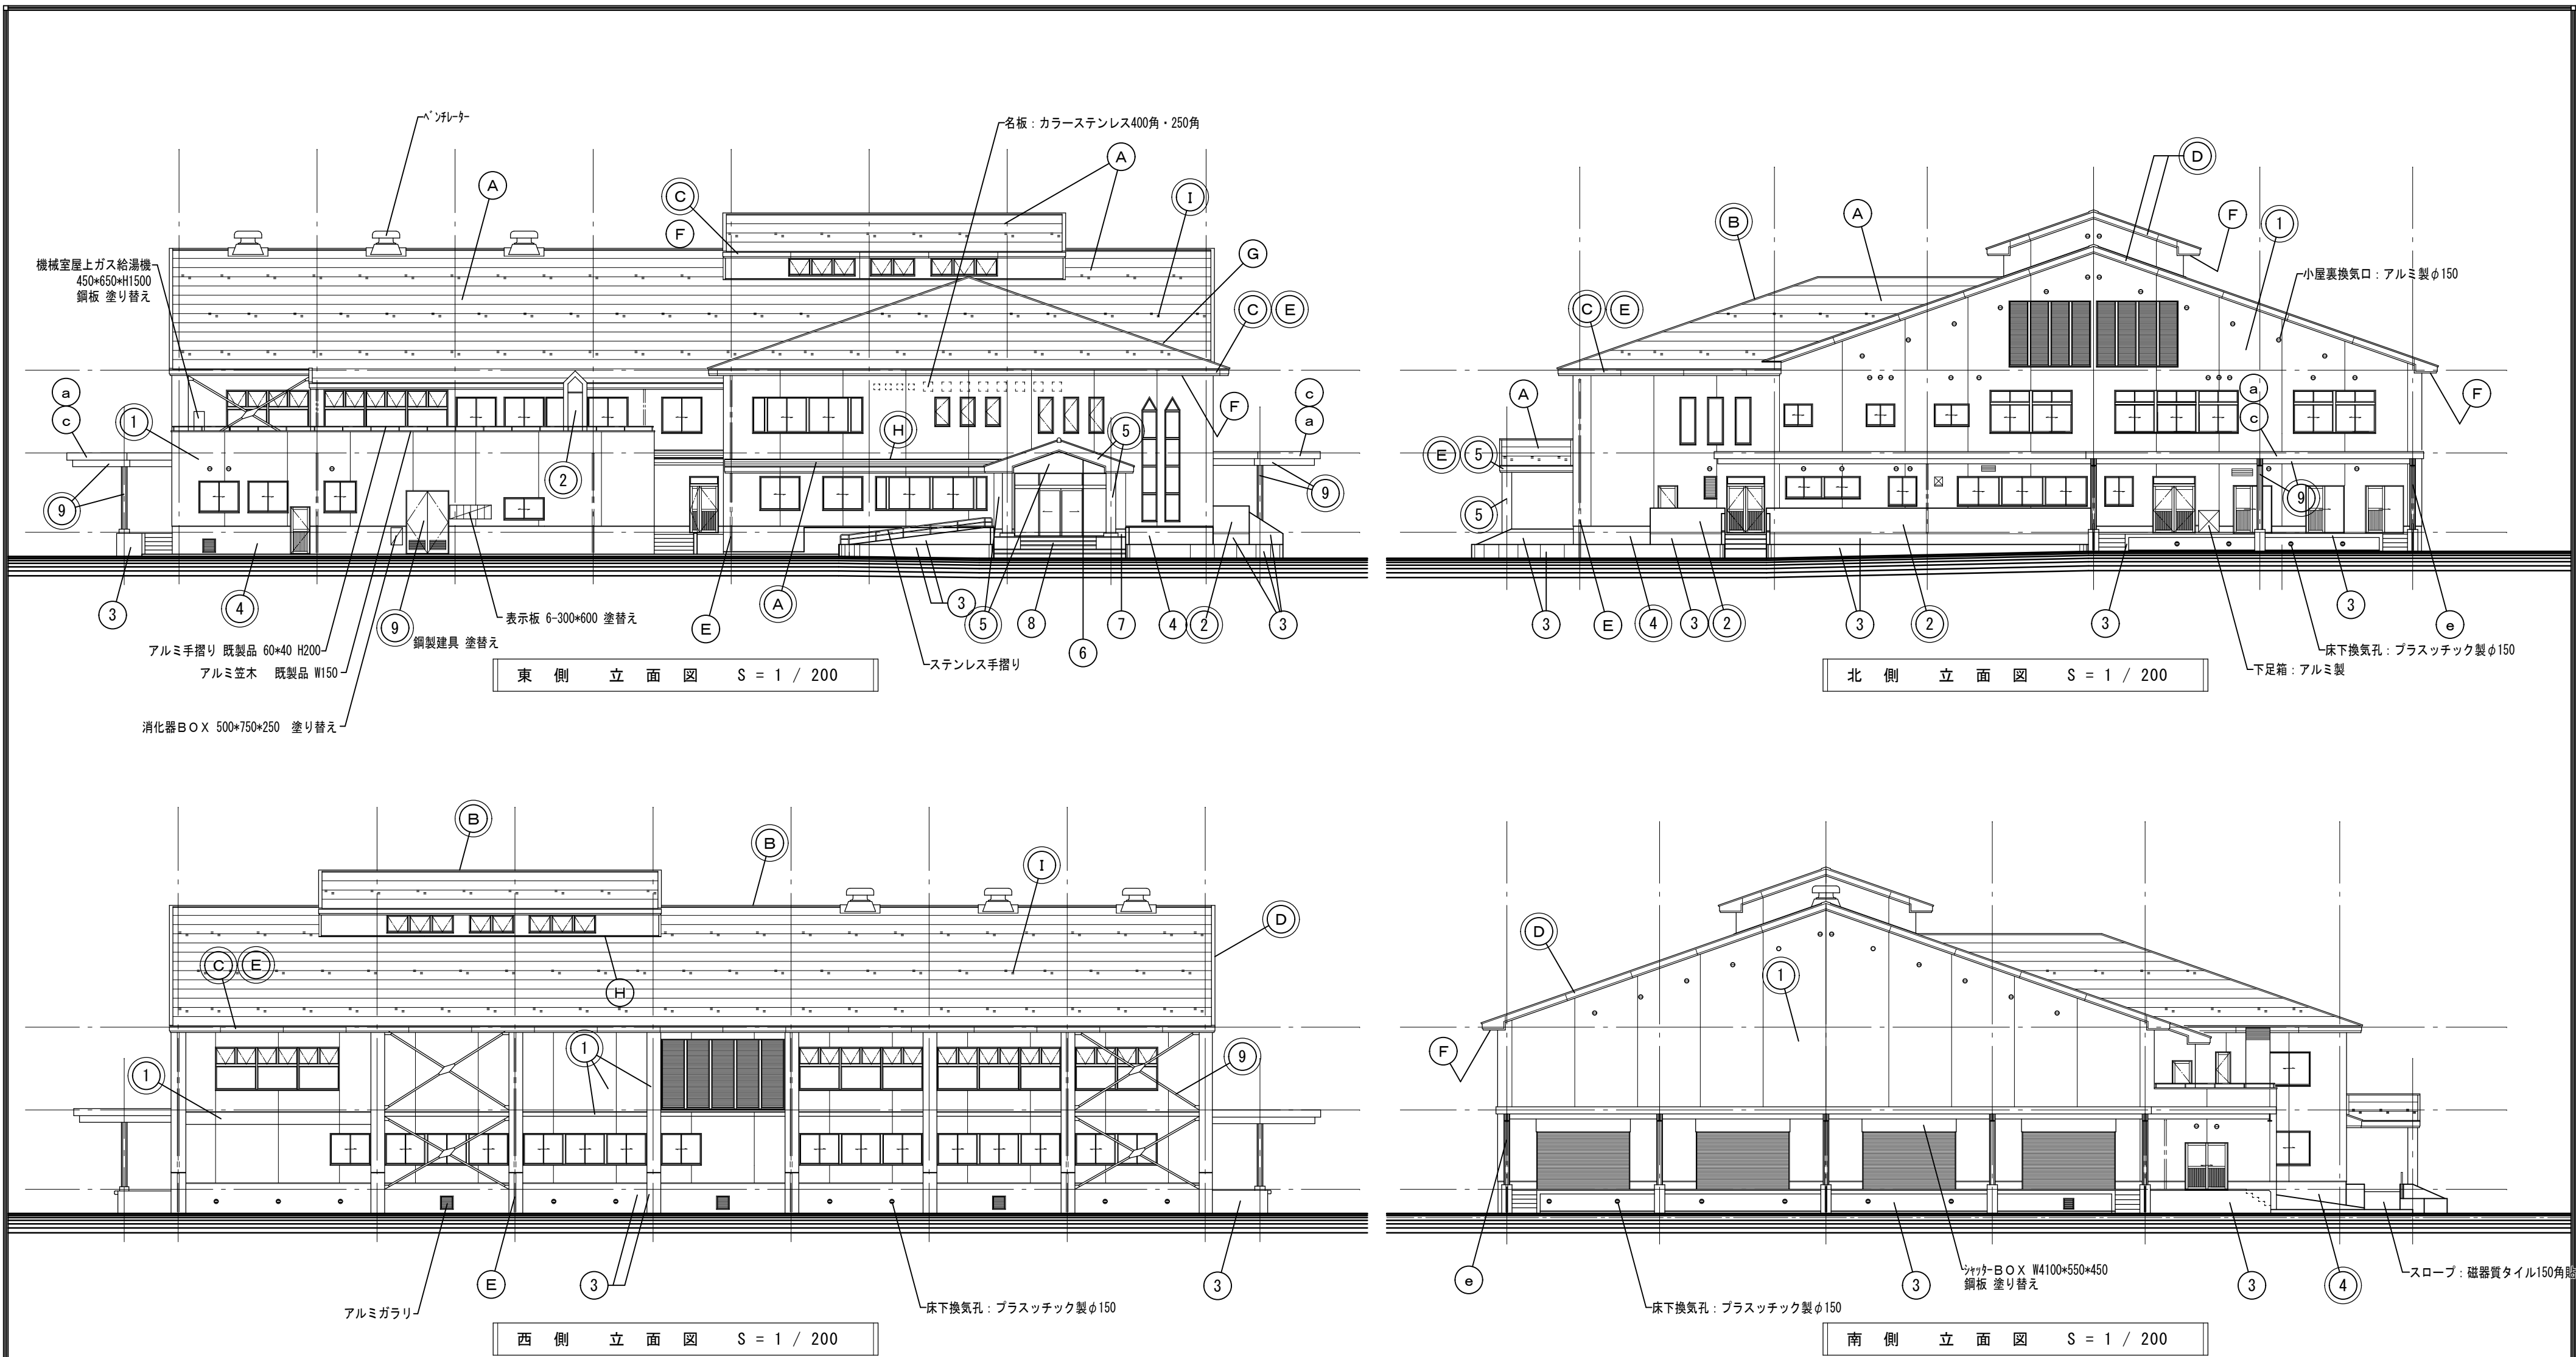 ベンチレーター
名板：カラーステンレス400角・250角
A
A
C
F
I
G
C E
機械室屋上ガス給湯機
450*650*H1500
鋼板 塗り替え
a
c
1
9
2
H
5
F
c
a
9
3
4
9
鋼製建具 塗替え
表示板 6-300*600 塗替え
アルミ手摺り 既製品 60*40 H200
アルミ笠木 既製品 W150
消化器BOX 500*750*250 塗り替え
E
A
3
5
8
6
7
4
2
3
ステンレス手摺り
東側 立面図 S = 1 / 200
D
B
A
F
1
小屋裏換気口：アルミ製φ150
C E
A
E 5
5
a
c
F
9
3
E
4
3
2
3
2
3
3
e
床下換気孔：プラスッチック製φ150
下足箱：アルミ製
北側 立面図 S = 1 / 200
B
B
I
D
C E
H
1
1
9
E
3
3
アルミガラリ
床下換気孔：プラスッチック製φ150
西側 立面図 S = 1 / 200
D
1
F
e
3
シャッターBOX W4100*550*450
鋼板 塗り替え
3
4
スロープ：磁器質タイル150角貼
床下換気孔：プラスッチック製φ150
南側 立面図 S = 1 / 200